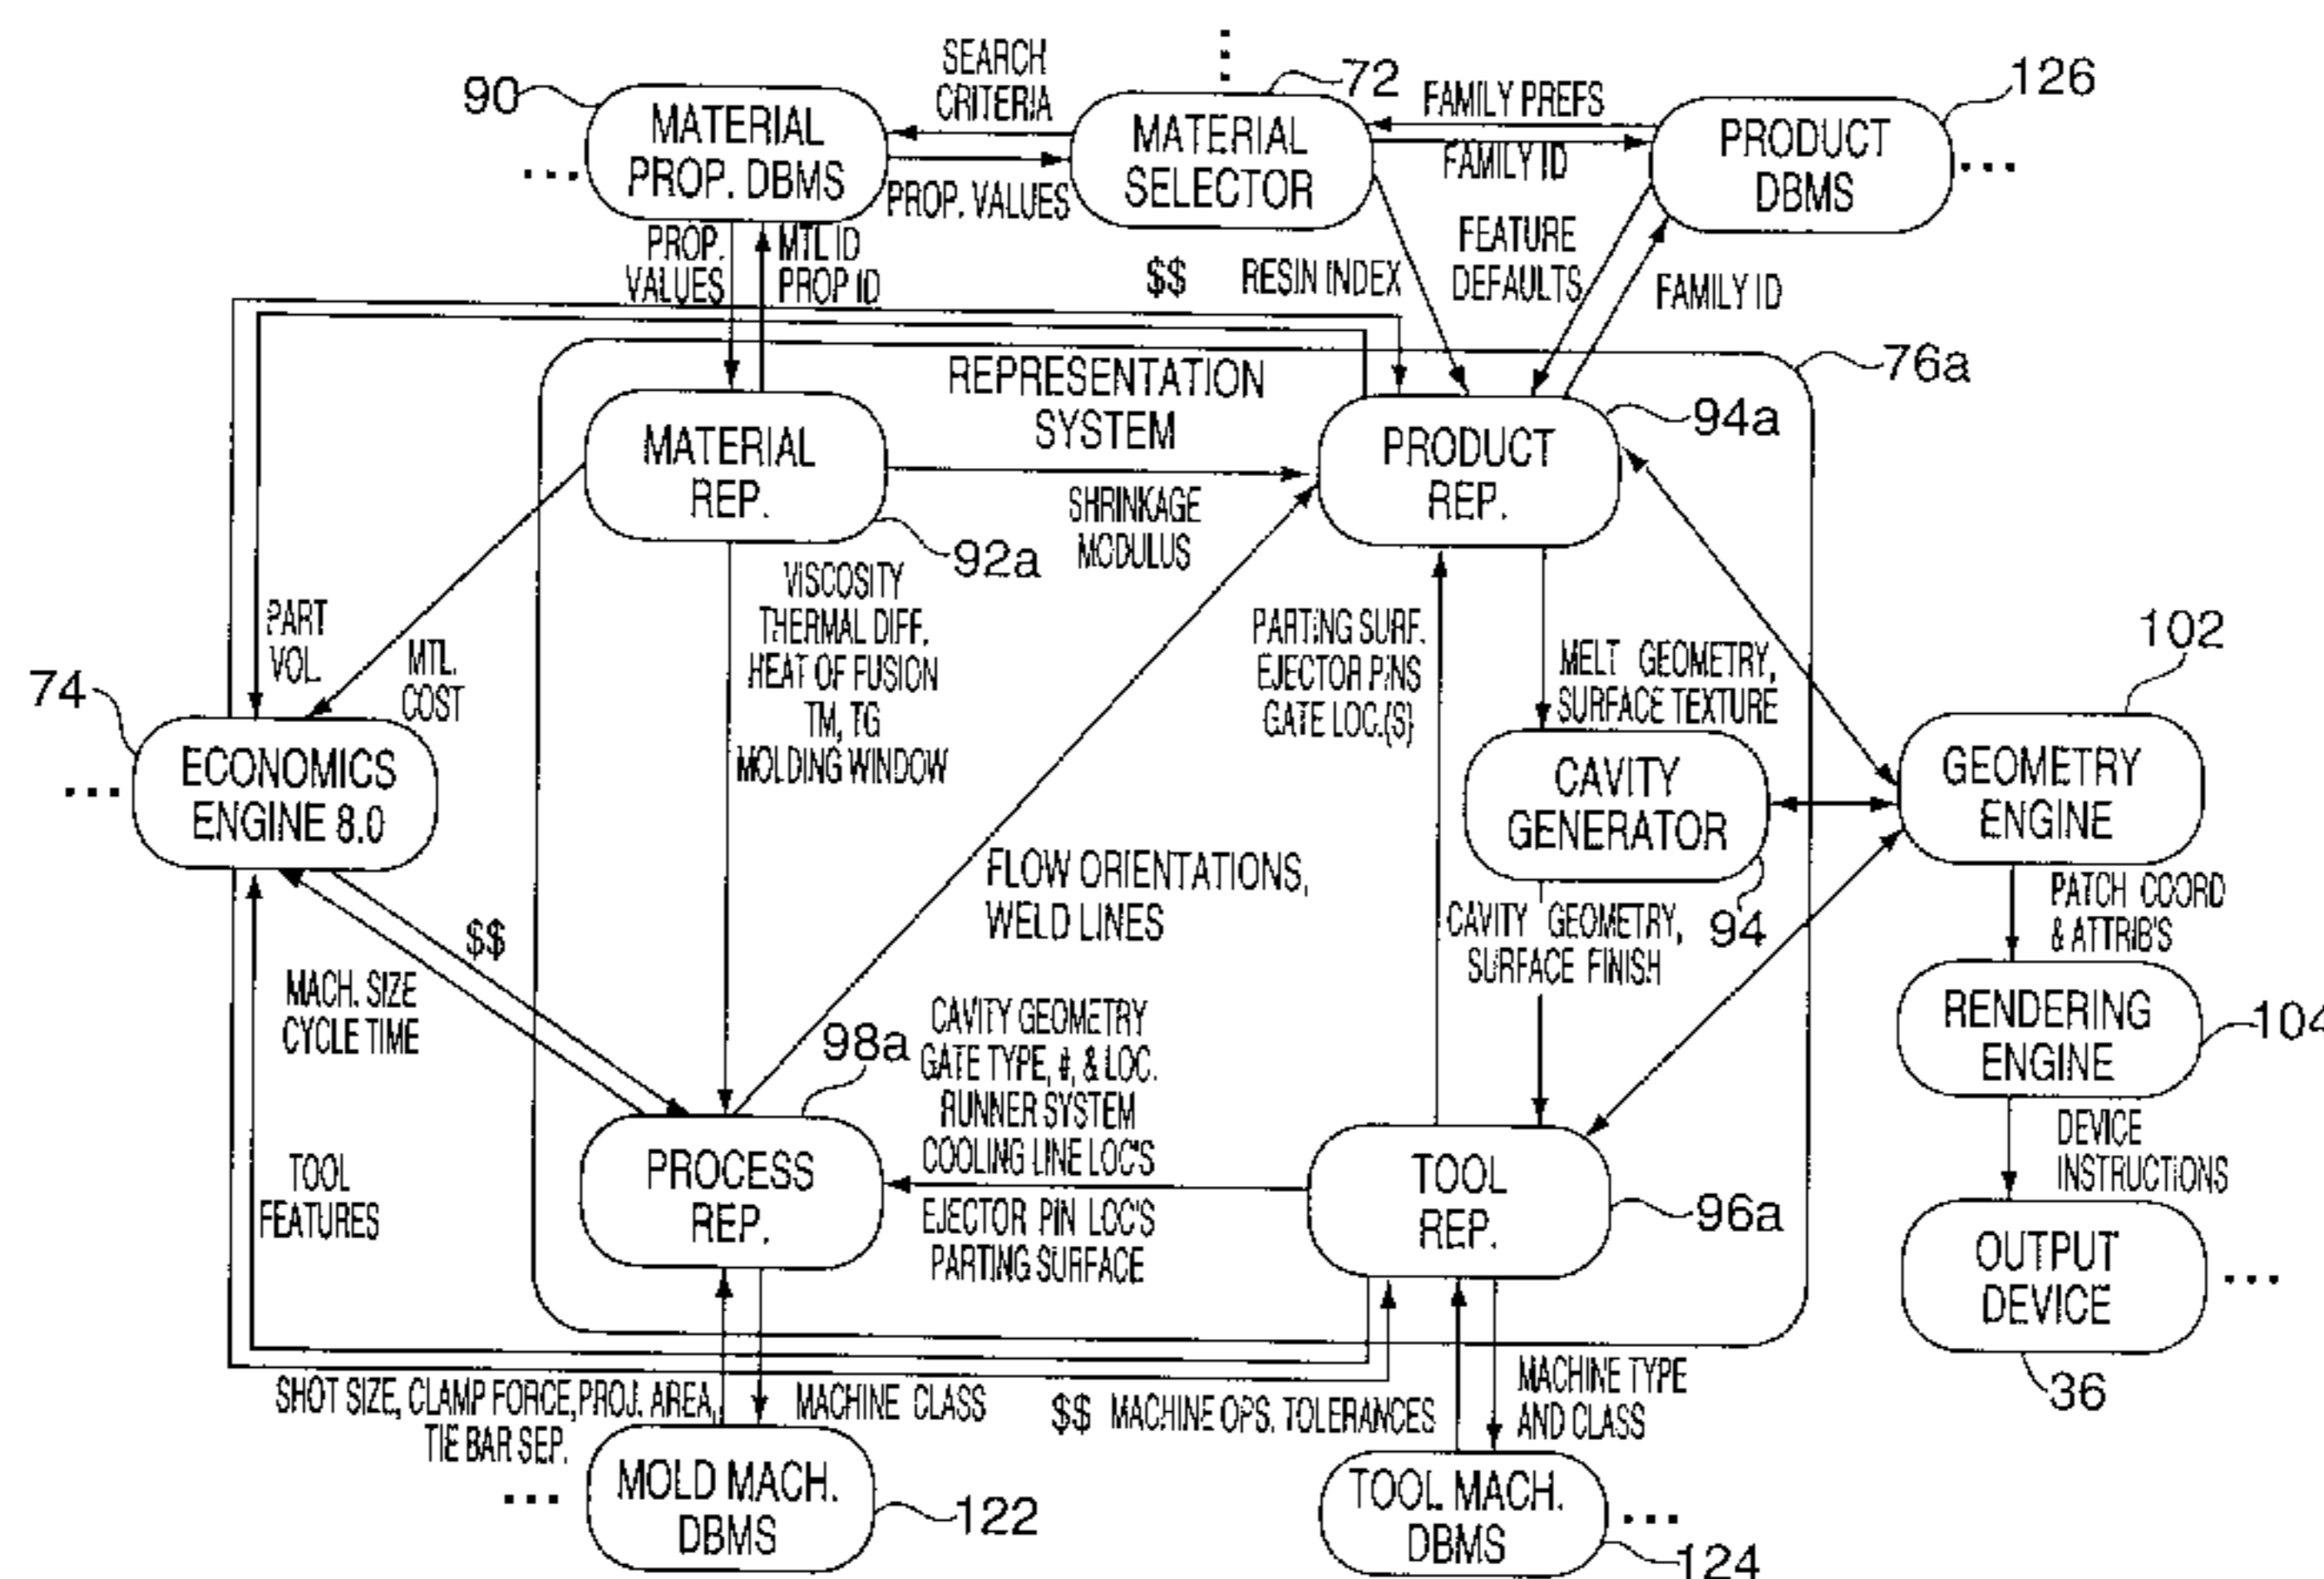 90
MATERIAL
PROP. DBMS
SEARCH
CRITERIA
PROP. VALUES
72
MATERIAL
SELECTOR
FAMILY PREFS
FAMILY ID
126
PRODUCT
DBMS
PROP.
VALUES
MTL ID
PROP ID
$$
RESIN INDEX
FEATURE
DEFAULTS
FAMILY ID
REPRESENTATION
SYSTEM
76a
MATERIAL
REP.
92a
SHRINKAGE
MODULUS
PRODUCT
REP.
94a
PART
VOL.
MTL.
COST
VISCOSITY
THERMAL DIFF.
HEAT OF FUSION
TM, TG
MOLDING WINDOW
PARTING SURF.
EJECTOR PINS
GATE LOC.(S)
MELT GEOMETRY,
SURFACE TEXTURE
74
ECONOMICS
ENGINE 8.0
CAVITY
GENERATOR
94
102
GEOMETRY
ENGINE
FLOW ORIENTATIONS,
WELD LINES
CAVITY GEOMETRY,
SURFACE FINISH
PATCH COORD
& ATTRIB'S
$$
MACH. SIZE
CYCLE TIME
RENDERING
ENGINE
104
98a
CAVITY GEOMETRY
GATE TYPE, #, & LOC.
RUNNER SYSTEM
COOLING LINE LOC'S
EJECTOR PIN LOC'S
PARTING SURFACE
PROCESS
REP.
TOOL
REP.
96a
DEVICE
INSTRUCTIONS
TOOL
FEATURES
OUTPUT
DEVICE
36
SHOT SIZE, CLAMP FORCE, PROJ. AREA,
TIE BAR SEP.
MACHINE CLASS
$$
MACHINE OPS. TOLERANCES
MACHINE TYPE
AND CLASS
MOLD MACH.
DBMS
122
TOOL MACH.
DBMS
124